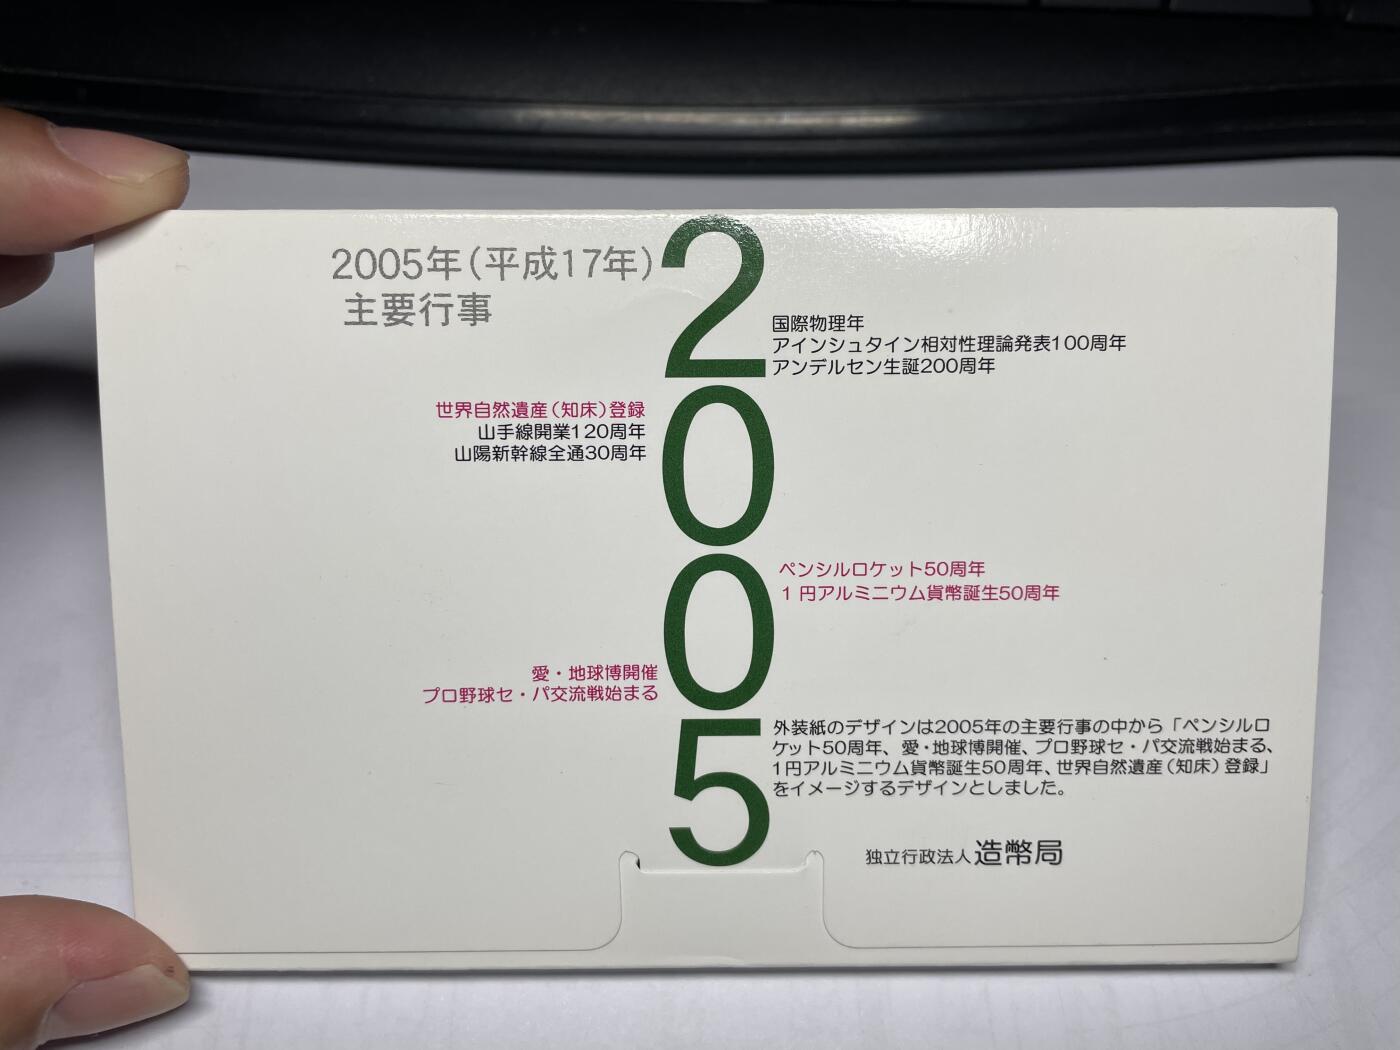 2005年(平成17年)
主要行事
2005
国際物理年
アインシュタイン相対性理論発表100周年
アンデルセン生誕200周年
世界自然遺産(知床)登録
山手線開業120周年
山陽新幹線全通30周年
ペンシルロケット50周年
1円アルミニウム貨幣誕生50周年
愛・地球博開催
プロ野球セ・パ交流戦始まる
外装紙のデザインは2005年の主要行事の中から「ペンシルロ
ケット50周年、愛・地球博開催、プロ野球セ・パ交流戦始まる、
1円アルミニウム貨幣誕生50周年、世界自然遺産(知床)登録」
をイメージするデザインとしました。
独立行政法人 造幣局